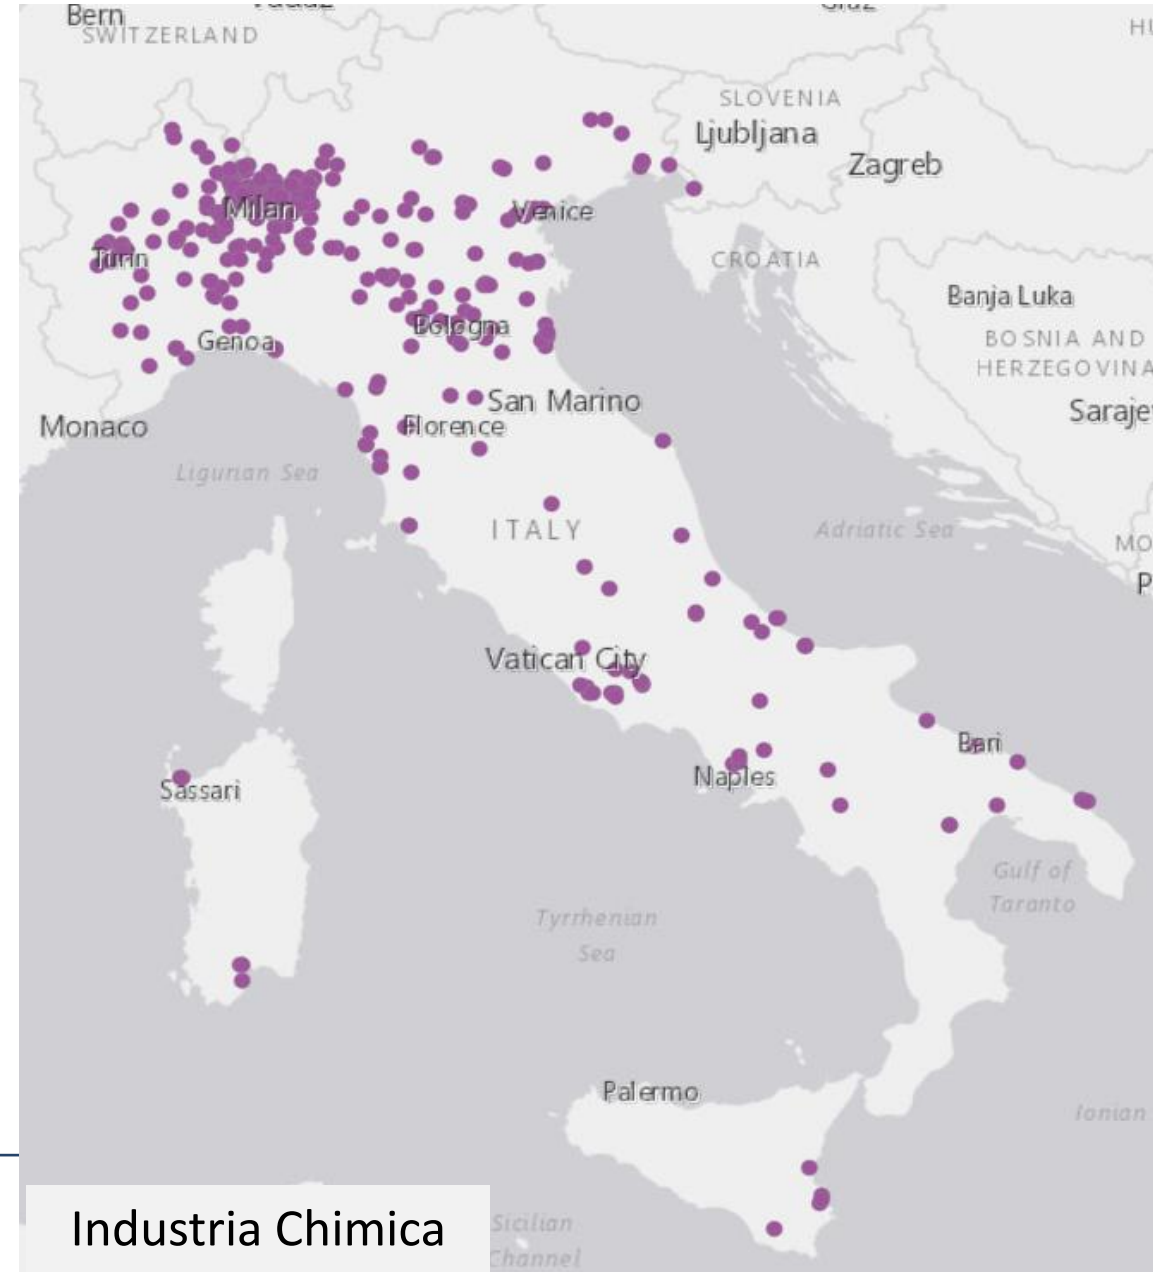 Bern
SWITZERLAND
SLOVENIA
Ljubljana
Zagreb
Milan
Venice
Turin
CROATIA
Banja Luka
BOSNIA AND
HERZEGOVINA
Bologna
Genoa
San Marino
Saraje
Monaco
Florence
Ligurian Sea
ITALY
Adriatic Sea
MO
P
Vatican City
Bari
Naples
Sassari
Gulf of
Taranto
Tyrrhenian
Sea
Palermo
Ionian
Industria Chimica
Sicilian
Channel